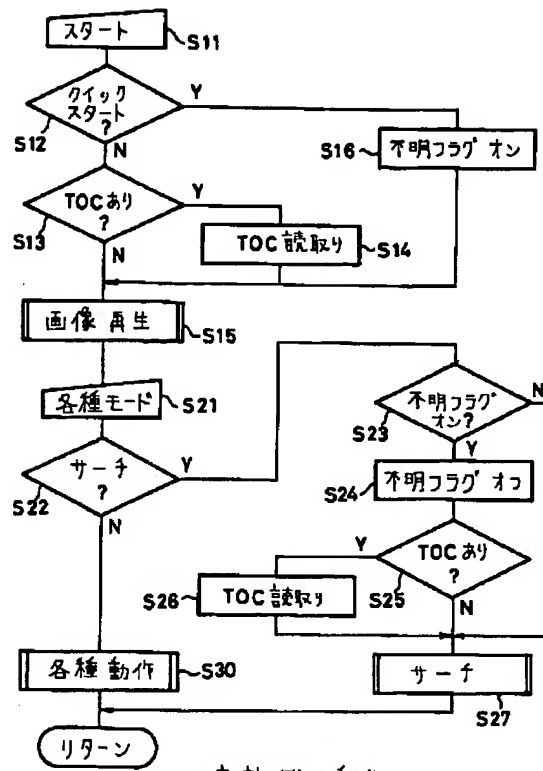 スタート
S11
クイック
スタート
?
S12
Y
N
S16
不明フラグ オン
TOCあり
?
S13
Y
N
TOC読取り
S14
画像再生
S15
各種モード
S21
サーチ
?
S22
Y
N
不明フラグ
オン?
S23
N
Y
S24
不明フラグ オフ
TOCあり
?
S25
Y
N
S26
TOC読取り
各種動作
S30
サーチ
S27
リターン